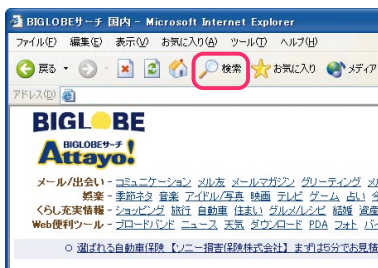 BIGLOBEサーチ 国内 - Microsoft Internet Explorer
ファイル(F) 編集(E) 表示(V) お気に入り(A) ツール(T) ヘルプ(H)
戻る 検索 お気に入り メディア
アドレス(D)
BIGLOBE
BIGLOBEサーチ
Attayo!
メール/出会い - コミュニケーション メル友 メールマガジン グリーティング
娯楽 - 季節ネタ 音楽 アイドル/写真 映画 テレビ ゲーム 占い
くらし充実情報 - ショッピング 旅行 自動車 住まい グルメ/レシピ 結婚 資産
Web便利ツール - ブロードバンド ニュース 天気 ダウンロード PDA フォト
選ばれる自動車保険【ソニー損害保険株式会社】まずは5分でお見積